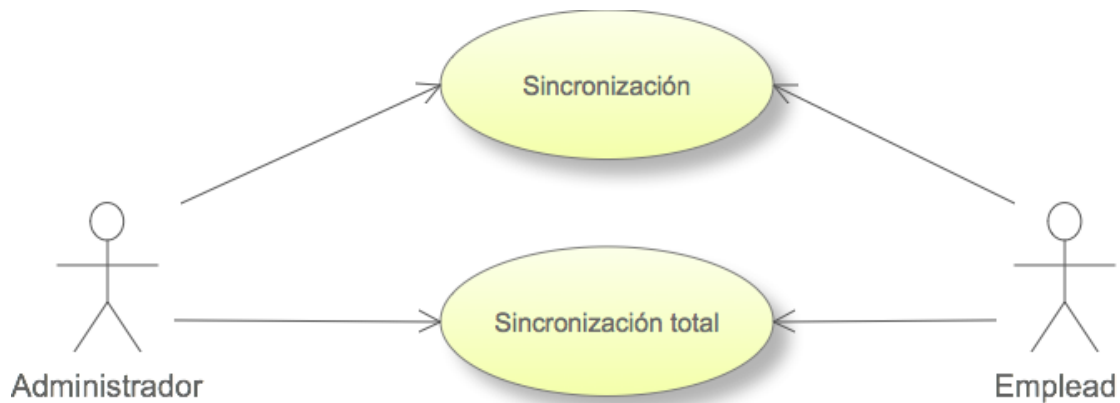 Sincronización
Sincronización total
Administrador
Emplead